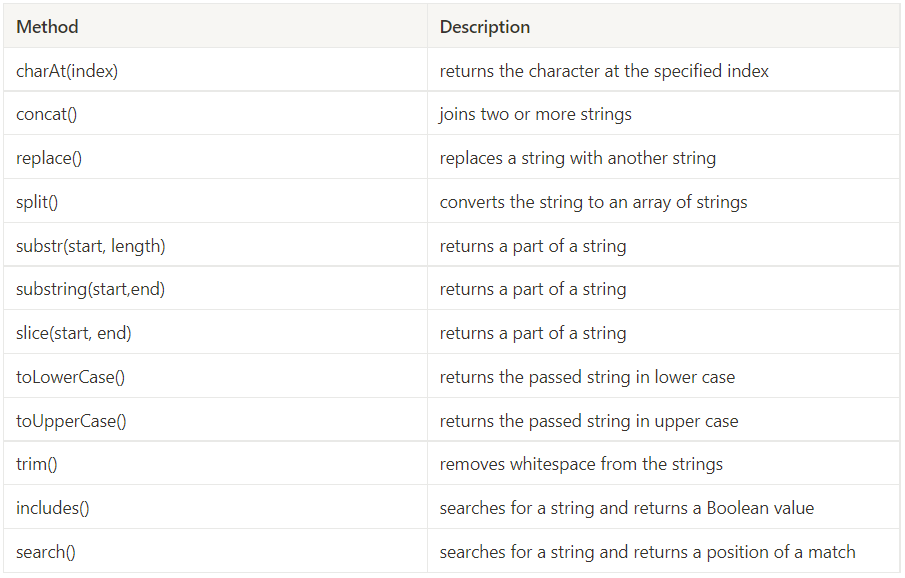 Method Description
charAt(index) returns the character at the specified index
concat() joins two or more strings
replace() replaces a string with another string
split() converts the string to an array of strings
substr(start, length) returns a part of a string
substring(start,end) returns a part of a string
slice(start, end) returns a part of a string
toLowerCase() returns the passed string in lower case
toUpperCase() returns the passed string in upper case
trim() removes whitespace from the strings
includes() searches for a string and returns a Boolean value
search() searches for a string and returns a position of a match